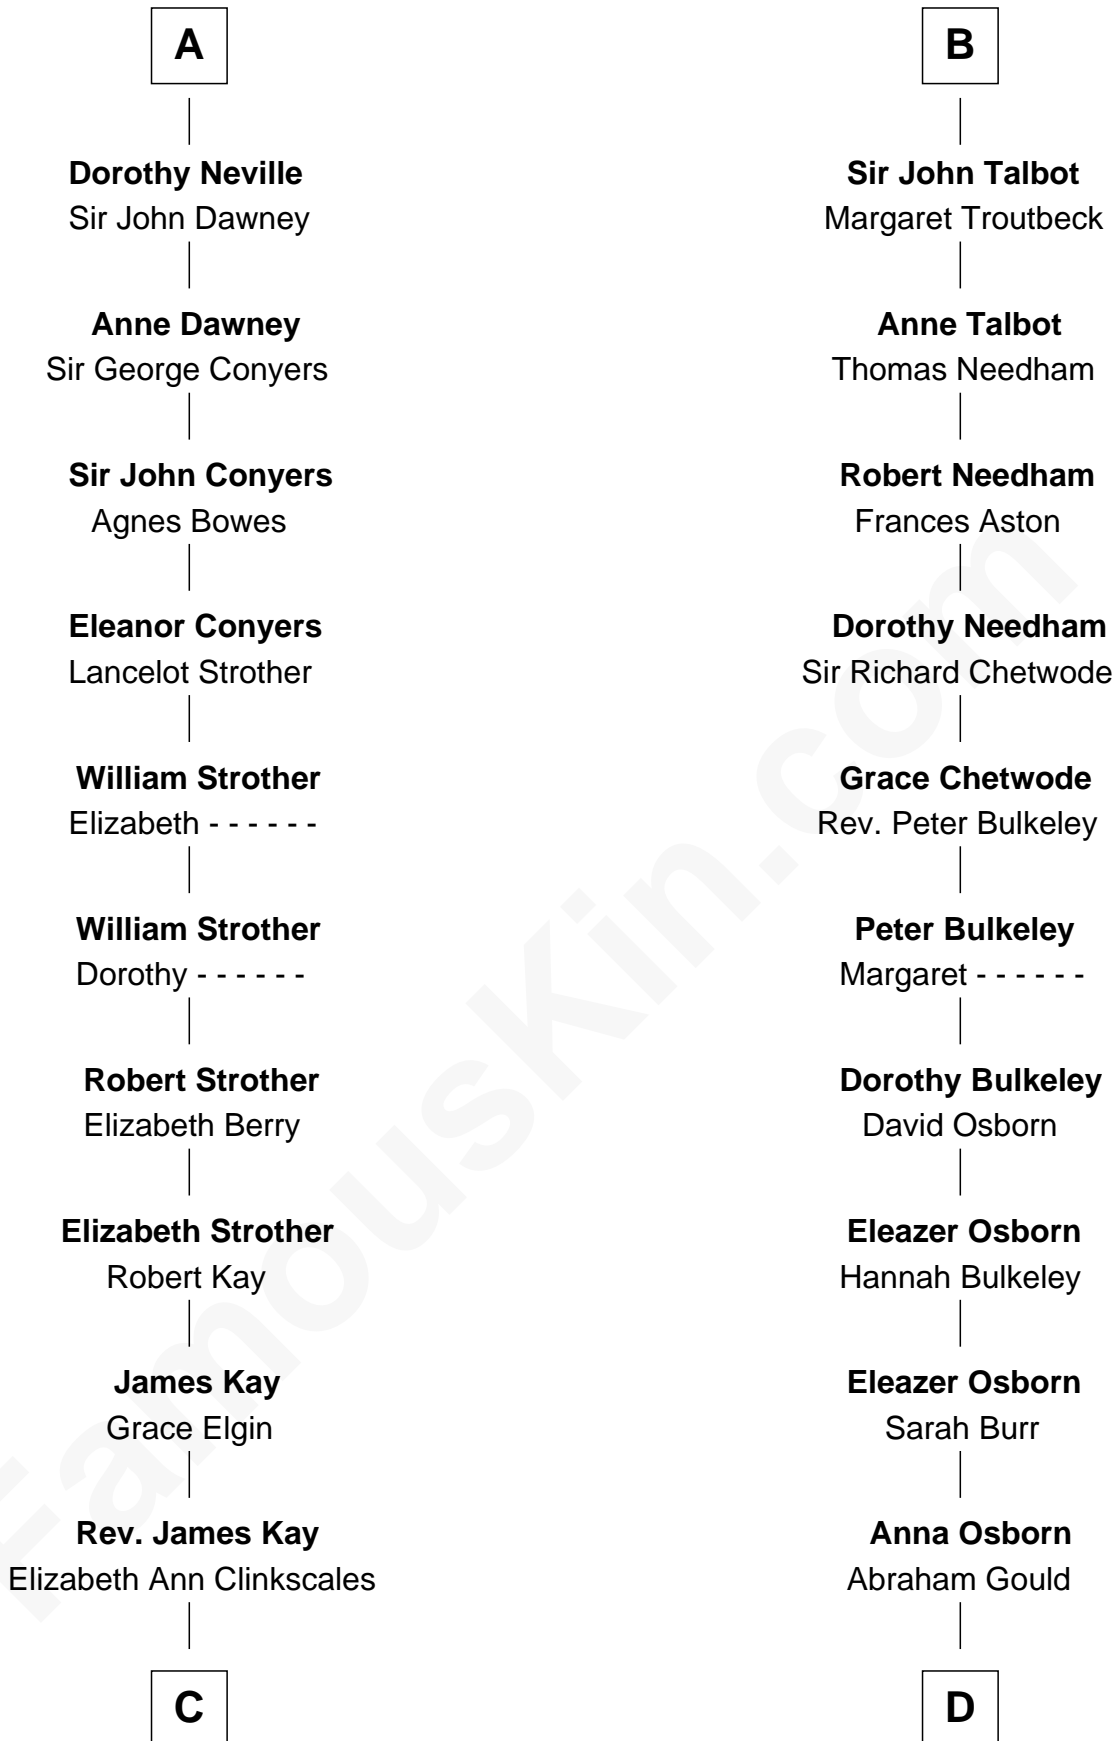 A
Dorothy Neville
Sir John Dawney
Anne Dawney
Sir George Conyers
Sir John Conyers
Agnes Bowes
Eleanor Conyers
Lancelot Strother
William Strother
Elizabeth - - - - - -
William Strother
Dorothy - - - - - -
Robert Strother
Elizabeth Berry
Elizabeth Strother
Robert Kay
James Kay
Grace Elgin
Rev. James Kay
Elizabeth Ann Clinkscales
C
B
Sir John Talbot
Margaret Troutbeck
Anne Talbot
Thomas Needham
Robert Needham
Frances Aston
Dorothy Needham
Sir Richard Chetwode
Grace Chetwode
Rev. Peter Bulkeley
Peter Bulkeley
Margaret - - - - - -
Dorothy Bulkeley
David Osborn
Eleazer Osborn
Hannah Bulkeley
Eleazer Osborn
Sarah Burr
Anna Osborn
Abraham Gould
D
FamousKin.com